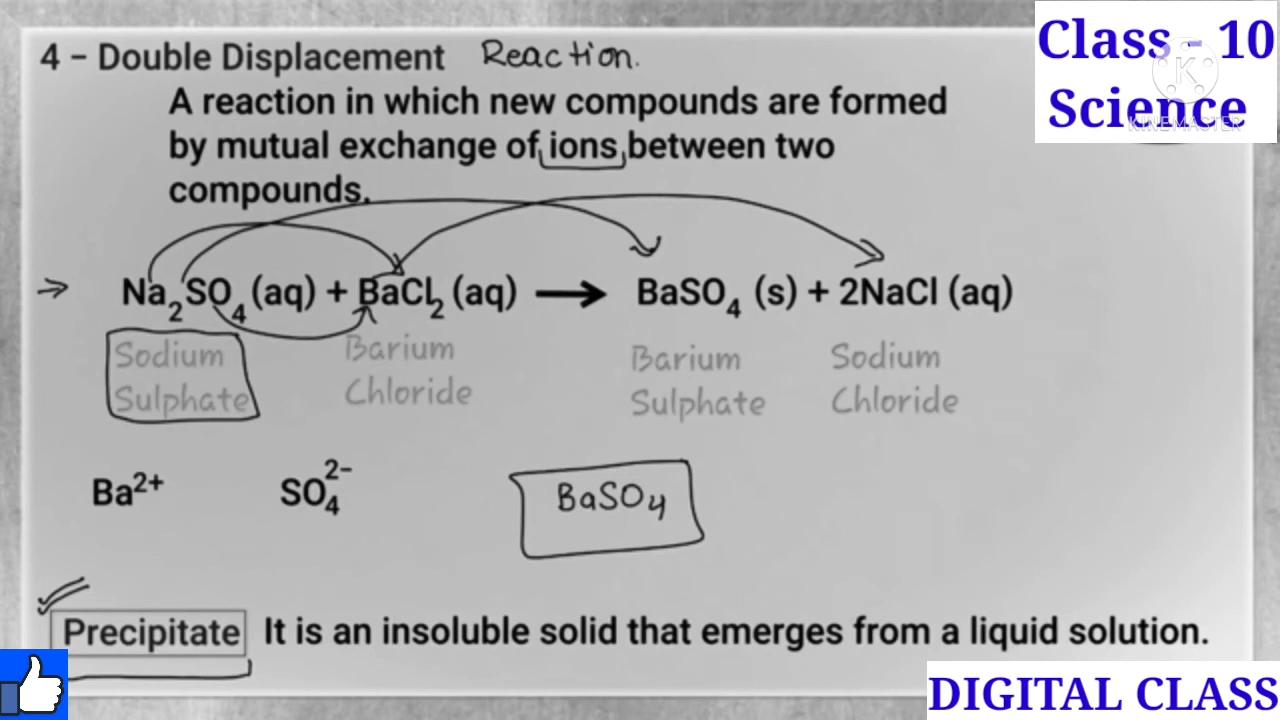 Class - 10
Science
KINEMASTER
4 - Double Displacement Reaction.
A reaction in which new compounds are formed
by mutual exchange of ions between two
compounds.
Na₂SO₄ (aq) + BaCl₂ (aq) → BaSO₄ (s) + 2NaCl (aq)
Sodium Barium Barium Sodium
Sulphate Chloride Sulphate Chloride
Ba²⁺ SO₄²⁻ BaSO₄
Precipitate It is an insoluble solid that emerges from a liquid solution.
DIGITAL CLASS